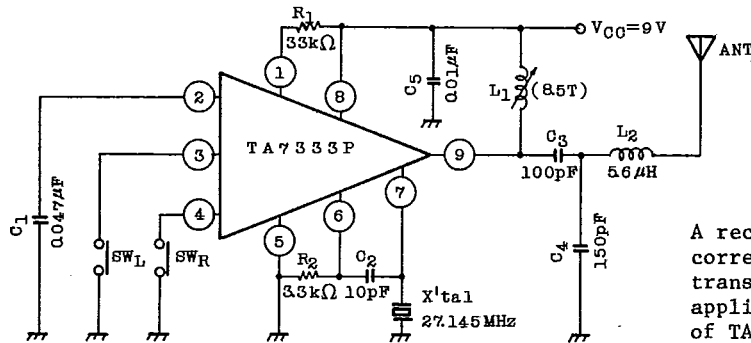 R1
33kΩ
VCC=9V
ANT
1
8
C5
0.01μF
L1
(8.5T)
2
TA7333P
3
9
C3
100pF
L2
5.6μH
7
4
C1
0.047μF
SWL
SWR
5
6
R2
3.3kΩ
C2
10pF
X'tal
27.145MHz
C4
150pF
A rec
corre
trans
appli
of TA